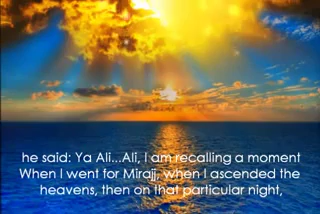 he said: Ya Ali...Ali, I am recalling a moment
When I went for Mirajj, when I ascended the
heavens, then on that particular night,